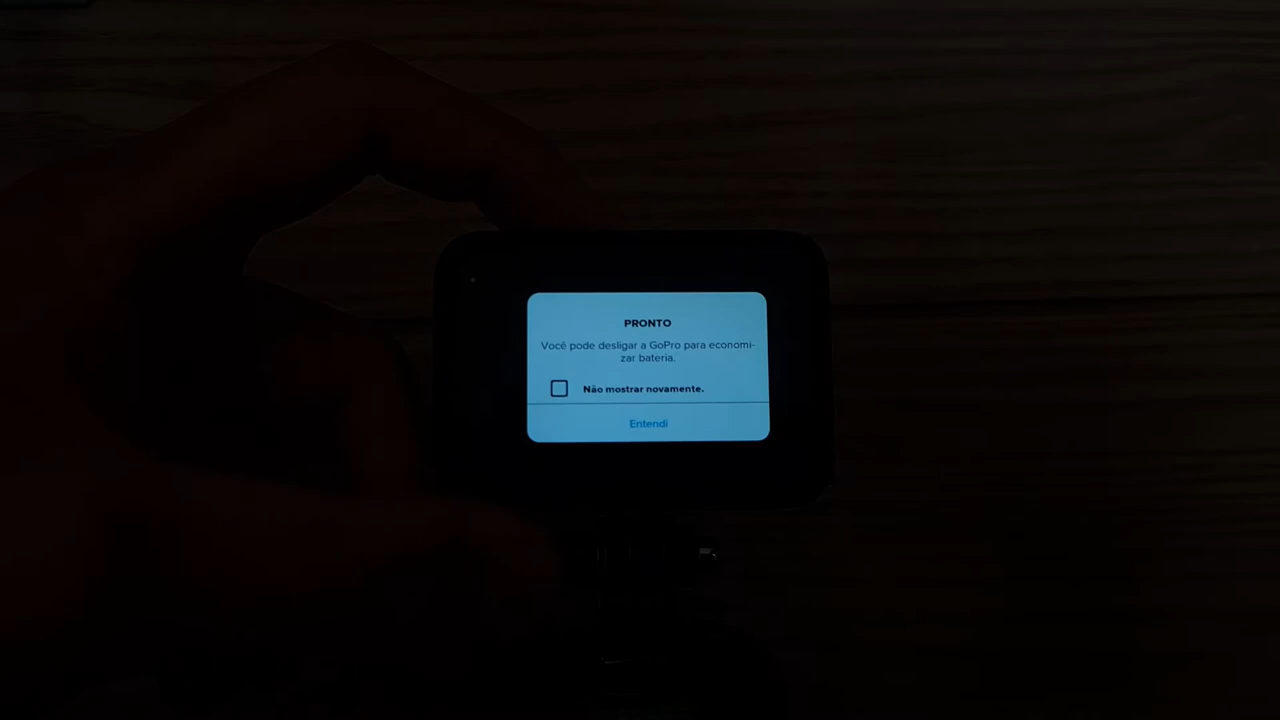 PRONTO
Você pode desligar a GoPro para economi-
zar bateria.
Não mostrar novamente.
Entendi